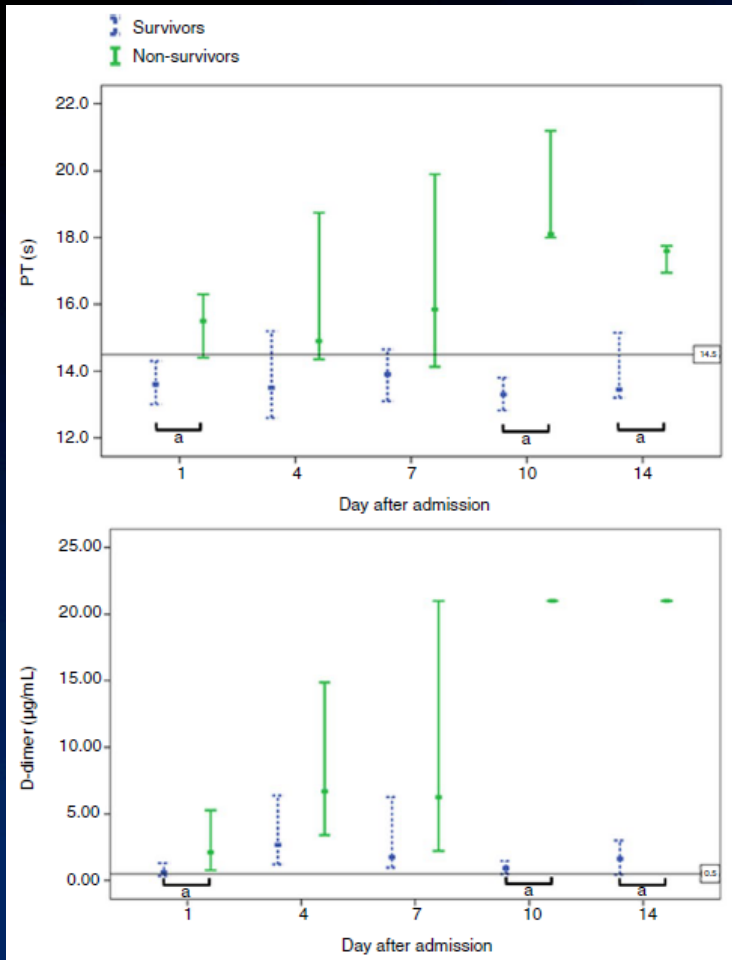 Survivors
Non-survivors
22.0
20.0
18.0
16.0
14.0
12.0
PT (s)
14.5
a
a
a
1 4 7 10 14
Day after admission
25.00
20.00
15.00
10.00
5.00
0.00
D-dimer (µg/mL)
0.5
a
a
a
1 4 7 10 14
Day after admission